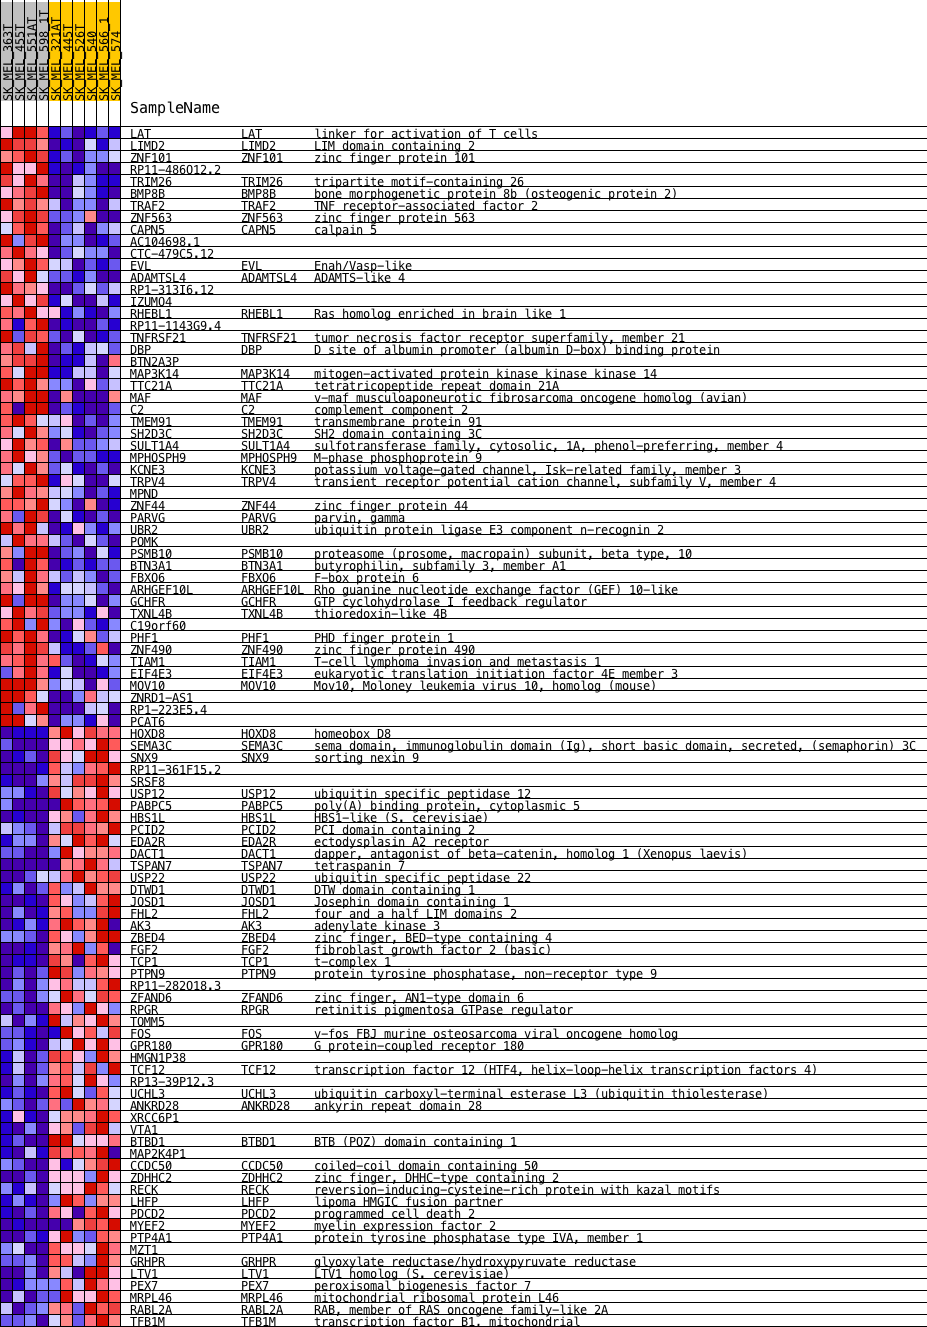 SK_MEL_363T
SK_MEL_455T
SK_MEL_551AT
SK_MEL_598_1T
SK_MEL_321AT
SK_MEL_445T
SK_MEL_526T
SK_MEL_540
SK_MEL_566_1
SK_MEL_574
SampleName
LAT LAT linker for activation of T cells
LIMD2 LIMD2 LIM domain containing 2
ZNF101 ZNF101 zinc finger protein 101
RP11-486O12.2
TRIM26 TRIM26 tripartite motif-containing 26
BMP8B BMP8B bone morphogenetic protein 8b (osteogenic protein 2)
TRAF2 TRAF2 TNF receptor-associated factor 2
ZNF563 ZNF563 zinc finger protein 563
CAPN5 CAPN5 calpain 5
AC104698.1
CTC-479C5.12
EVL EVL Enah/Vasp-like
ADAMTSL4 ADAMTSL4 ADAMTS-like 4
RP1-313I6.12
IZUMO4
RHEBL1 RHEBL1 Ras homolog enriched in brain like 1
RP11-1143G9.4
TNFRSF21 TNFRSF21 tumor necrosis factor receptor superfamily, member 21
DBP DBP D site of albumin promoter (albumin D-box) binding protein
BTN2A3P
MAP3K14 MAP3K14 mitogen-activated protein kinase kinase kinase 14
TTC21A TTC21A tetratricopeptide repeat domain 21A
MAF MAF v-maf musculoaponeurotic fibrosarcoma oncogene homolog (avian)
C2 C2 complement component 2
TMEM91 TMEM91 transmembrane protein 91
SH2D3C SH2D3C SH2 domain containing 3C
SULT1A4 SULT1A4 sulfotransferase family, cytosolic, 1A, phenol-preferring, member 4
MPHOSPH9 MPHOSPH9 M-phase phosphoprotein 9
KCNE3 KCNE3 potassium voltage-gated channel, Isk-related family, member 3
TRPV4 TRPV4 transient receptor potential cation channel, subfamily V, member 4
MPND
ZNF44 ZNF44 zinc finger protein 44
PARVG PARVG parvin, gamma
UBR2 UBR2 ubiquitin protein ligase E3 component n-recognin 2
POMK
PSMB10 PSMB10 proteasome (prosome, macropain) subunit, beta type, 10
BTN3A1 BTN3A1 butyrophilin, subfamily 3, member A1
FBXO6 FBXO6 F-box protein 6
ARHGEF10L ARHGEF10L Rho guanine nucleotide exchange factor (GEF) 10-like
GCHFR GCHFR GTP cyclohydrolase I feedback regulator
TXNL4B TXNL4B thioredoxin-like 4B
C19orf60
PHF1 PHF1 PHD finger protein 1
ZNF490 ZNF490 zinc finger protein 490
TIAM1 TIAM1 T-cell lymphoma invasion and metastasis 1
EIF4E3 EIF4E3 eukaryotic translation initiation factor 4E member 3
MOV10 MOV10 Mov10, Moloney leukemia virus 10, homolog (mouse)
ZNRD1-AS1
RP1-223E5.4
PCAT6
HOXD8 HOXD8 homeobox D8
SEMA3C SEMA3C sema domain, immunoglobulin domain (Ig), short basic domain, secreted, (semaphorin) 3C
SNX9 SNX9 sorting nexin 9
RP11-361F15.2
SRSF8
USP12 USP12 ubiquitin specific peptidase 12
PABPC5 PABPC5 poly(A) binding protein, cytoplasmic 5
HBS1L HBS1L HBS1-like (S. cerevisiae)
PCID2 PCID2 PCI domain containing 2
EDA2R EDA2R ectodysplasin A2 receptor
DACT1 DACT1 dapper, antagonist of beta-catenin, homolog 1 (Xenopus laevis)
TSPAN7 TSPAN7 tetraspanin 7
USP22 USP22 ubiquitin specific peptidase 22
DTWD1 DTWD1 DTW domain containing 1
JOSD1 JOSD1 Josephin domain containing 1
FHL2 FHL2 four and a half LIM domains 2
AK3 AK3 adenylate kinase 3
ZBED4 ZBED4 zinc finger, BED-type containing 4
FGF2 FGF2 fibroblast growth factor 2 (basic)
TCP1 TCP1 t-complex 1
PTPN9 PTPN9 protein tyrosine phosphatase, non-receptor type 9
RP11-282O18.3
ZFAND6 ZFAND6 zinc finger, AN1-type domain 6
RPGR RPGR retinitis pigmentosa GTPase regulator
TOMM5
FOS FOS v-fos FBJ murine osteosarcoma viral oncogene homolog
GPR180 GPR180 G protein-coupled receptor 180
HMGN1P38
TCF12 TCF12 transcription factor 12 (HTF4, helix-loop-helix transcription factors 4)
RP13-39P12.3
UCHL3 UCHL3 ubiquitin carboxyl-terminal esterase L3 (ubiquitin thiolesterase)
ANKRD28 ANKRD28 ankyrin repeat domain 28
XRCC6P1
VTA1
BTBD1 BTBD1 BTB (POZ) domain containing 1
MAP2K4P1
CCDC50 CCDC50 coiled-coil domain containing 50
ZDHHC2 ZDHHC2 zinc finger, DHHC-type containing 2
RECK RECK reversion-inducing-cysteine-rich protein with kazal motifs
LHFP LHFP lipoma HMGIC fusion partner
PDCD2 PDCD2 programmed cell death 2
MYEF2 MYEF2 myelin expression factor 2
PTP4A1 PTP4A1 protein tyrosine phosphatase type IVA, member 1
MZT1
GRHPR GRHPR glyoxylate reductase/hydroxypyruvate reductase
LTV1 LTV1 LTV1 homolog (S. cerevisiae)
PEX7 PEX7 peroxisomal biogenesis factor 7
MRPL46 MRPL46 mitochondrial ribosomal protein L46
RABL2A RABL2A RAB, member of RAS oncogene family-like 2A
TFB1M TFB1M transcription factor B1, mitochondrial